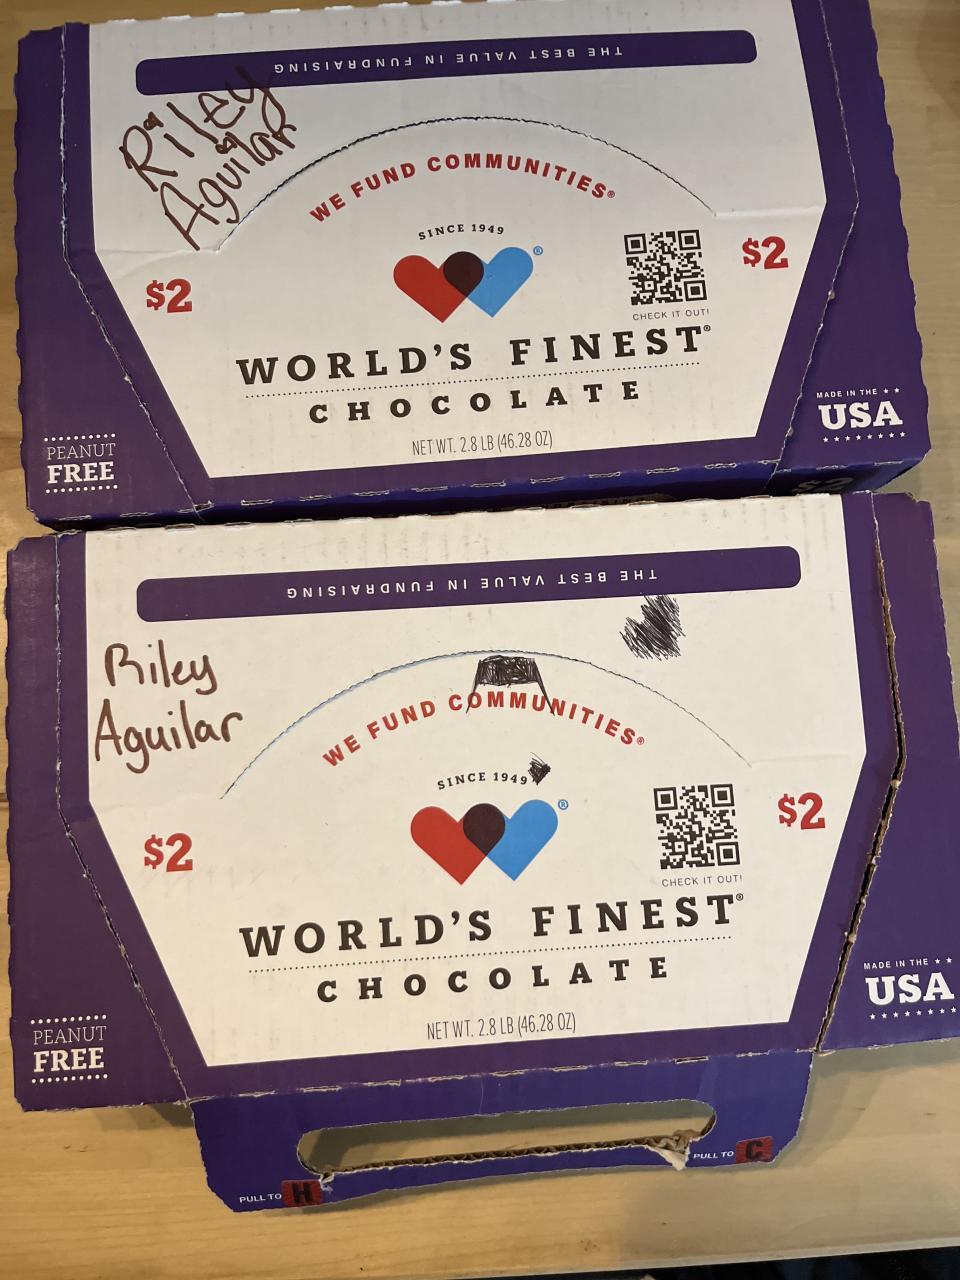 THE BEST VALUE IN FUNDRAISING
Riley
Aguilar
WE FUND COMMUNITIES®
SINCE 1949
®
$2
$2
CHECK IT OUT!
WORLD'S FINEST®
CHOCOLATE
NET WT. 2.8 LB (46.28 OZ)
PEANUT
FREE
MADE IN THE
USA
$2
THE BEST VALUE IN FUNDRAISING
Riley
Aguilar
WE FUND COMMUNITIES®
SINCE 1949
®
$2
$2
CHECK IT OUT!
WORLD'S FINEST®
CHOCOLATE
NET WT. 2.8 LB (46.28 OZ)
PEANUT
FREE
MADE IN THE
USA
PULL TO H
PULL TO C